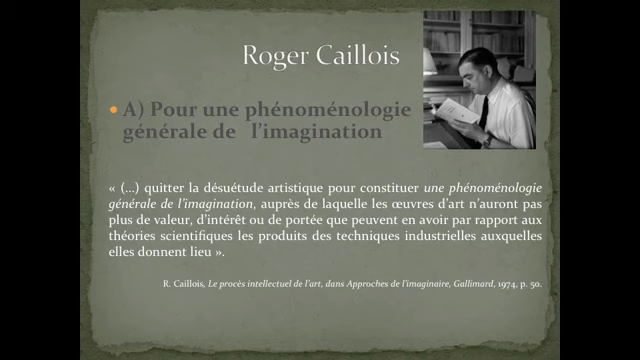 Roger Caillois
• A) Pour une phénoménologie
générale de l’imagination
« (…) quitter la désuétude artistique pour constituer une phénoménologie
générale de l’imagination, auprès de laquelle les œuvres d’art n’auront pas
plus de valeur, d’intérêt ou de portée que peuvent en avoir par rapport aux
théories scientifiques les produits des techniques industrielles auxquelles
elles donnent lieu ».
R. Caillois, Le procès intellectuel de l’art, dans Approches de l’imaginaire, Gallimard, 1974, p. 50.